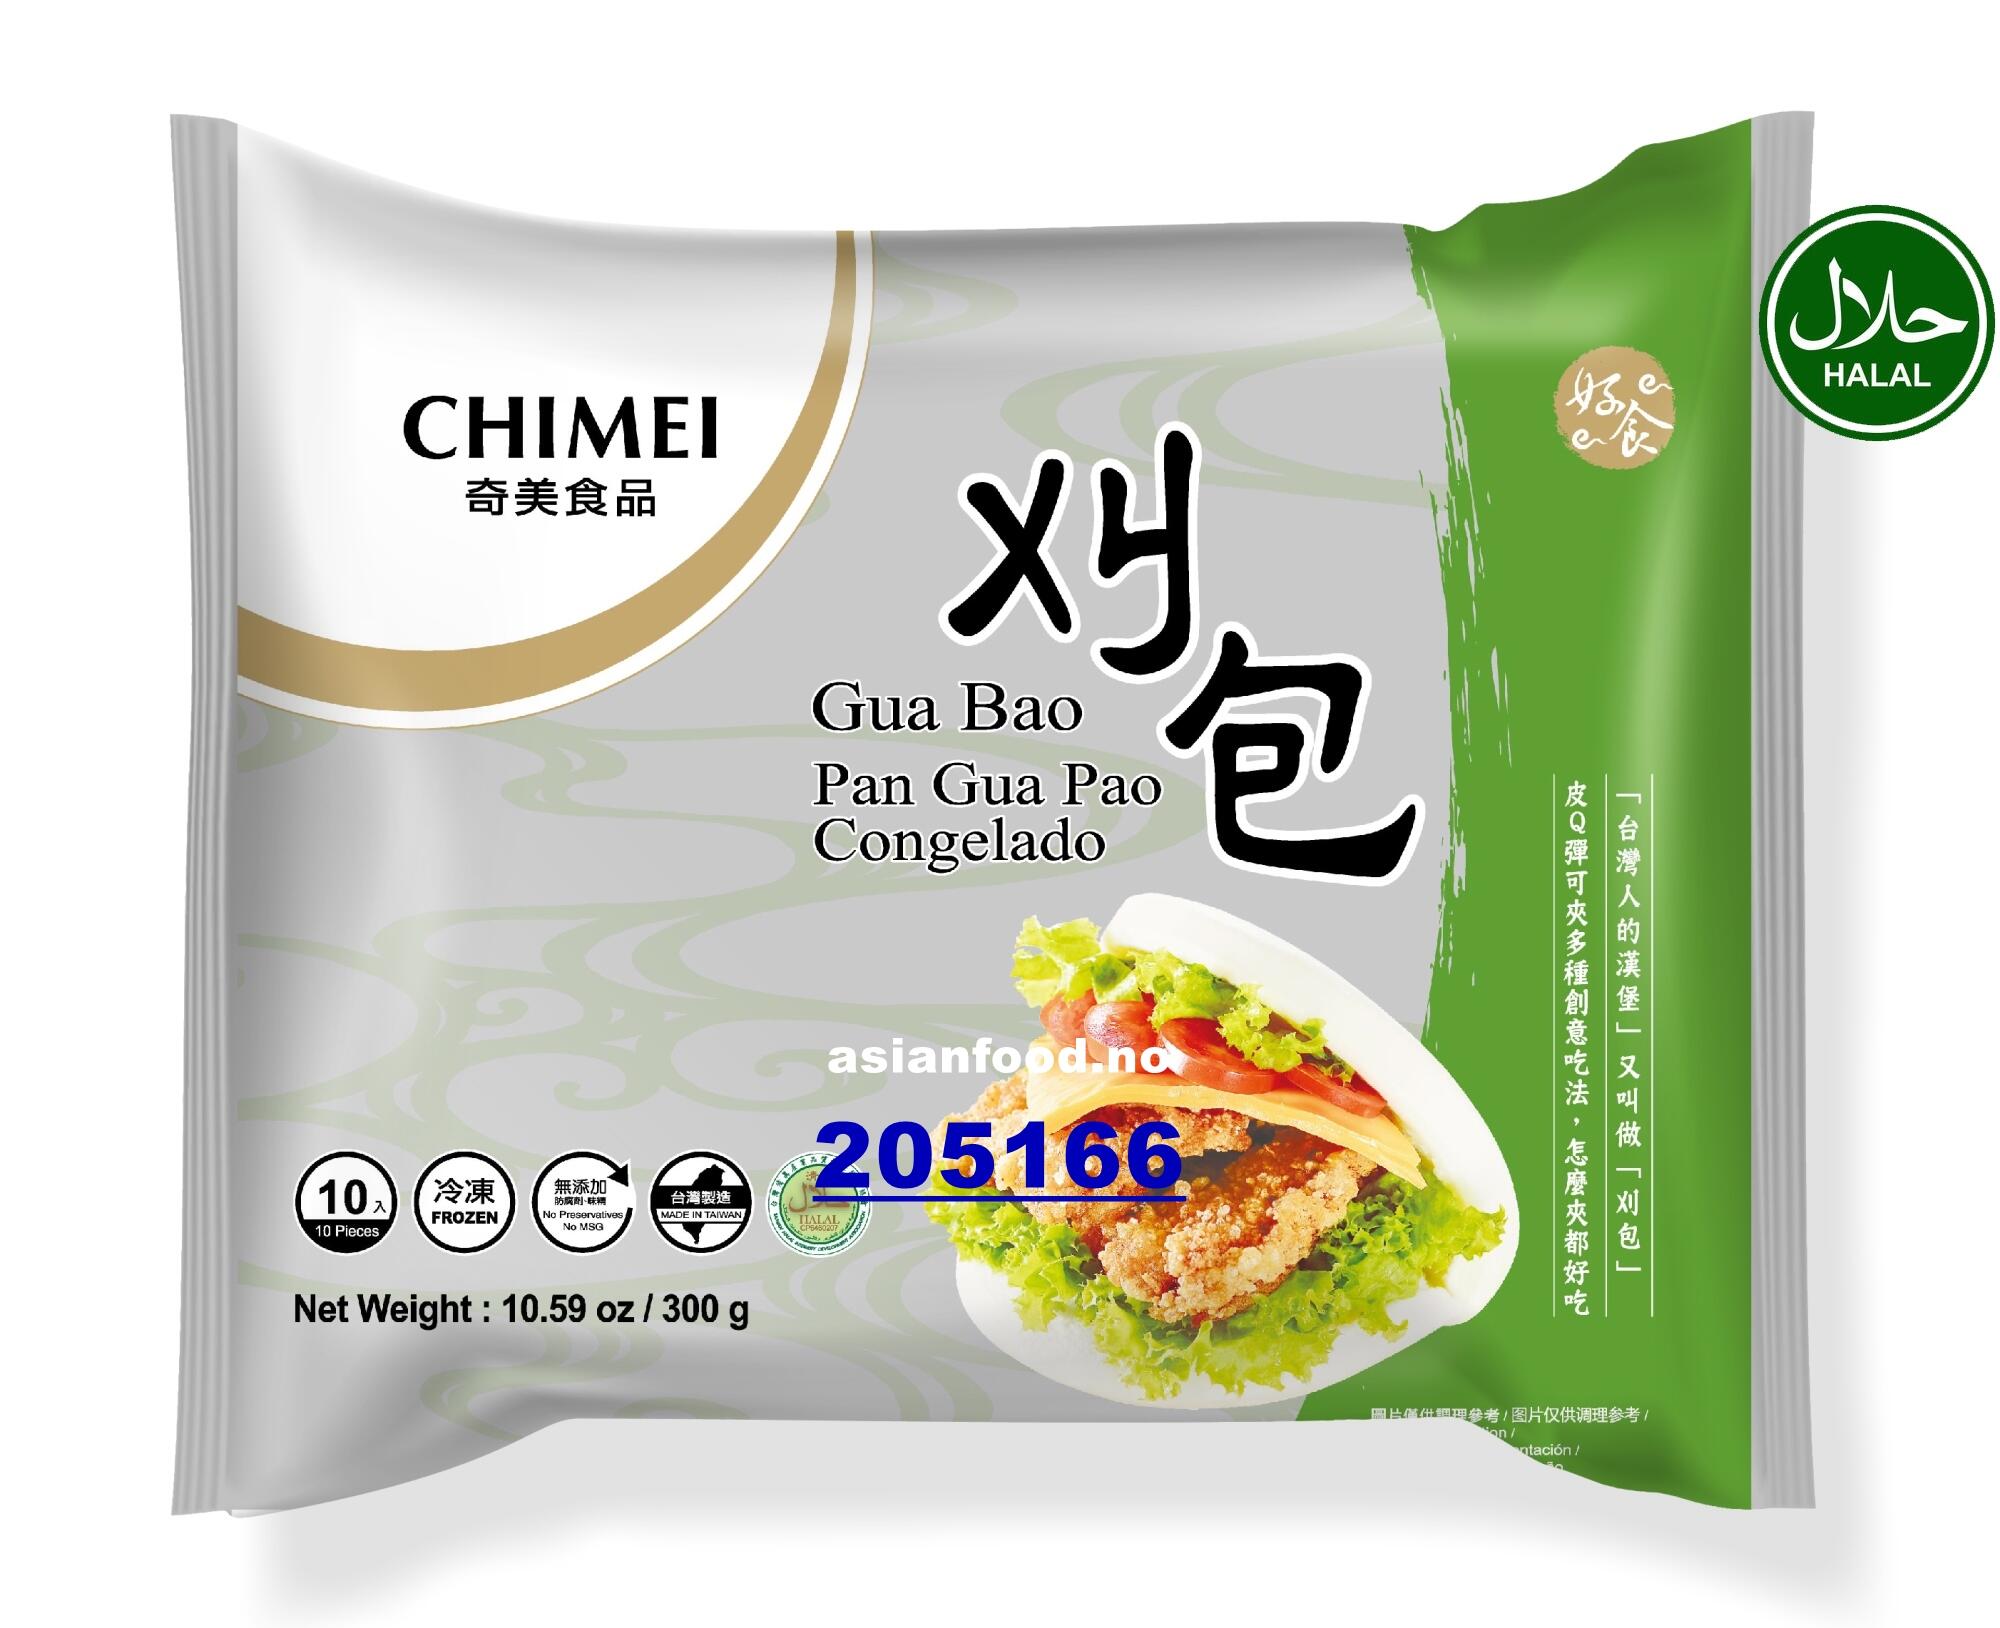 حلال
HALAL
好食
CHIMEI
奇美食品
刈包
Gua Bao
Pan Gua Pao
Congelado
「台灣人的漢堡」又叫做「刈包」
皮Q彈可夾多種創意吃法，怎麼夾都好吃
asianfood.no
205166
10入
10 Pieces
冷凍
FROZEN
無添加
防腐劑·味精
No Preservatives
No MSG
台灣製造
MADE IN TAIWAN
HALAL
Net Weight : 10.59 oz / 300 g
圖片僅供調理參考 / 图片仅供调理参考 /